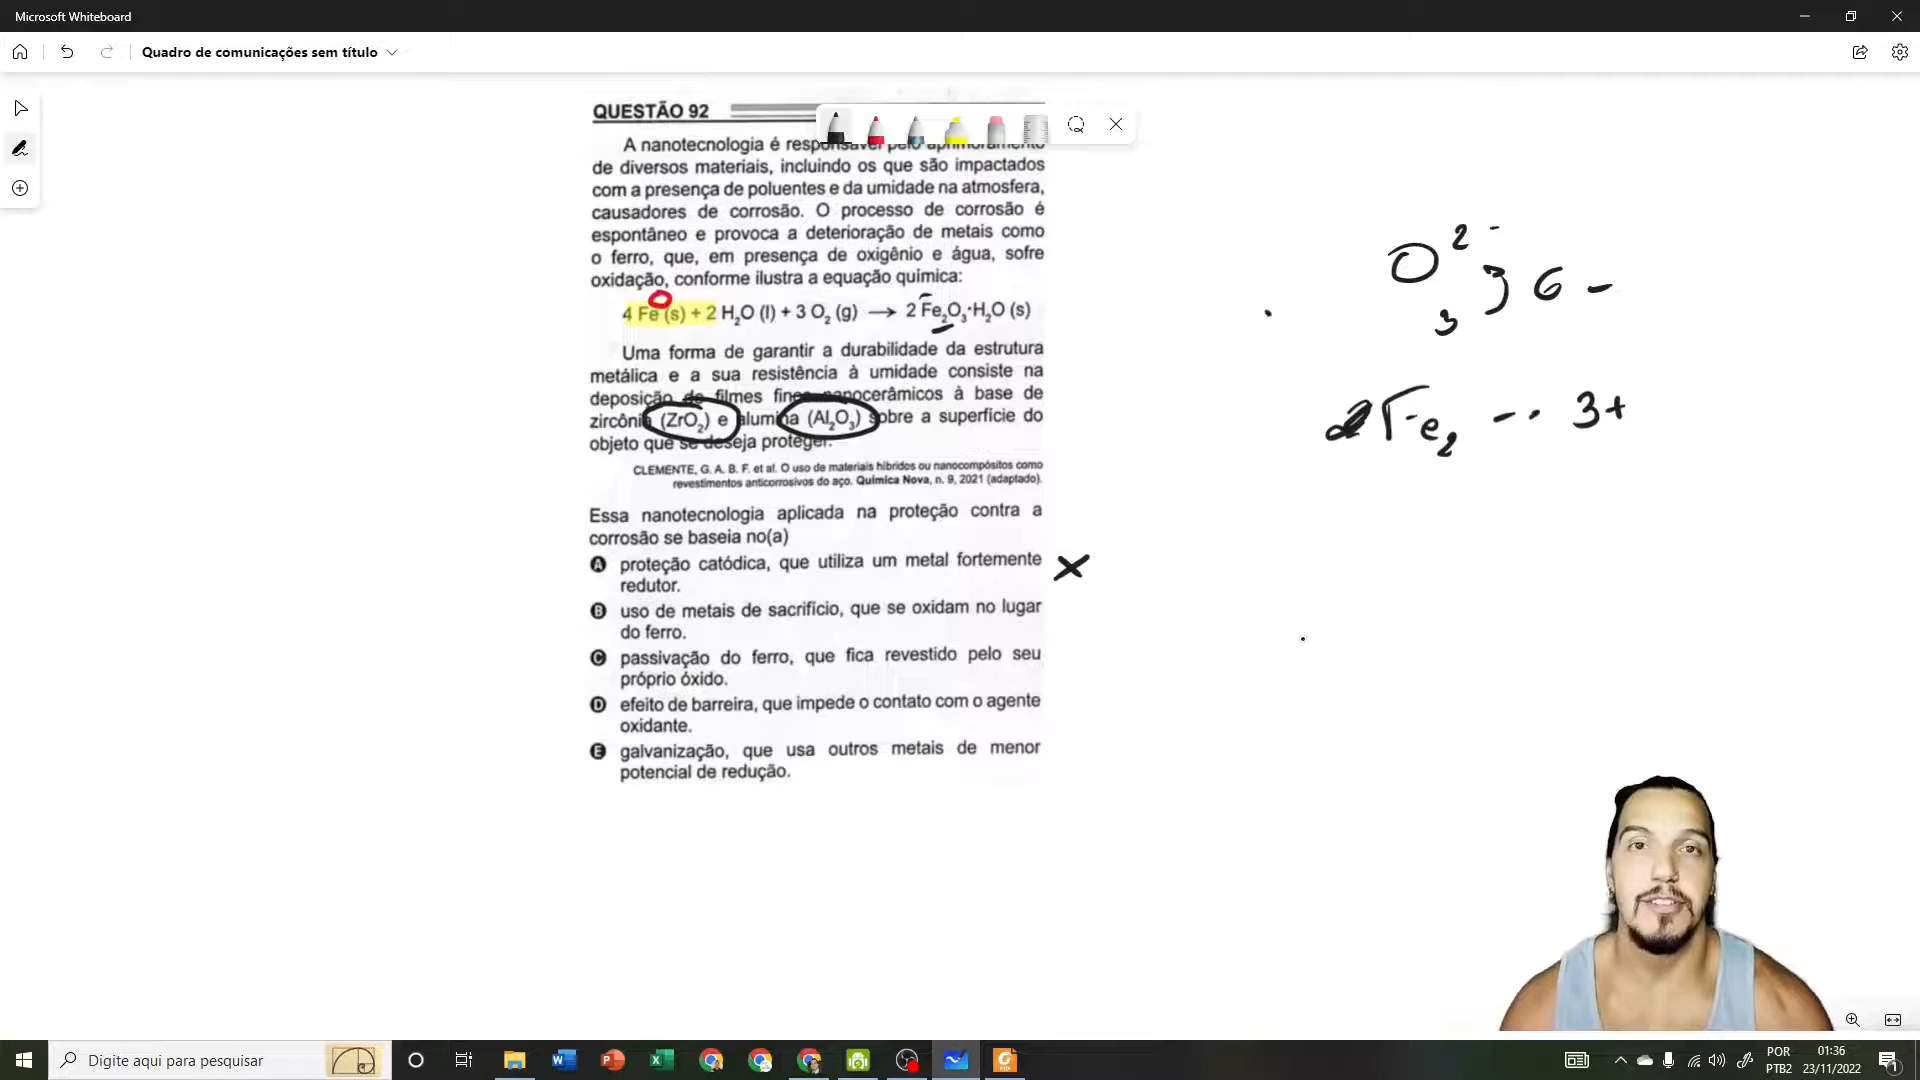 Microsoft Whiteboard
Quadro de comunicações sem título
QUESTÃO 92
A nanotecnologia é responsável pelo aprimoramento
de diversos materiais, incluindo os que são impactados
com a presença de poluentes e da umidade na atmosfera,
causadores de corrosão. O processo de corrosão é
espontâneo e provoca a deterioração de metais como
o ferro, que, em presença de oxigênio e água, sofre
oxidação, conforme ilustra a equação química:
4 Fe (s) + 2 H₂O (l) + 3 O₂ (g) → 2 Fe₂O₃·H₂O (s)
Uma forma de garantir a durabilidade da estrutura
metálica e a sua resistência à umidade consiste na
deposição de filmes finos nanocerâmicos à base de
zircônia (ZrO₂) e alumina (Al₂O₃) sobre a superfície do
objeto que se deseja proteger.
CLEMENTE, G. A. B. F. et al. O uso de materiais híbridos ou nanocompósitos como
revestimentos anticorrosivos do aço. Química Nova, n. 9, 2021 (adaptado).
Essa nanotecnologia aplicada na proteção contra a
corrosão se baseia no(a)
A proteção catódica, que utiliza um metal fortemente
redutor.
B uso de metais de sacrifício, que se oxidam no lugar
do ferro.
C passivação do ferro, que fica revestido pelo seu
próprio óxido.
D efeito de barreira, que impede o contato com o agente
oxidante.
E galvanização, que usa outros metais de menor
potencial de redução.
O 2-
3 } 6 -
Fe₂ -- 3+
Digite aqui para pesquisar
POR
PTB2
01:36
23/11/2022
1